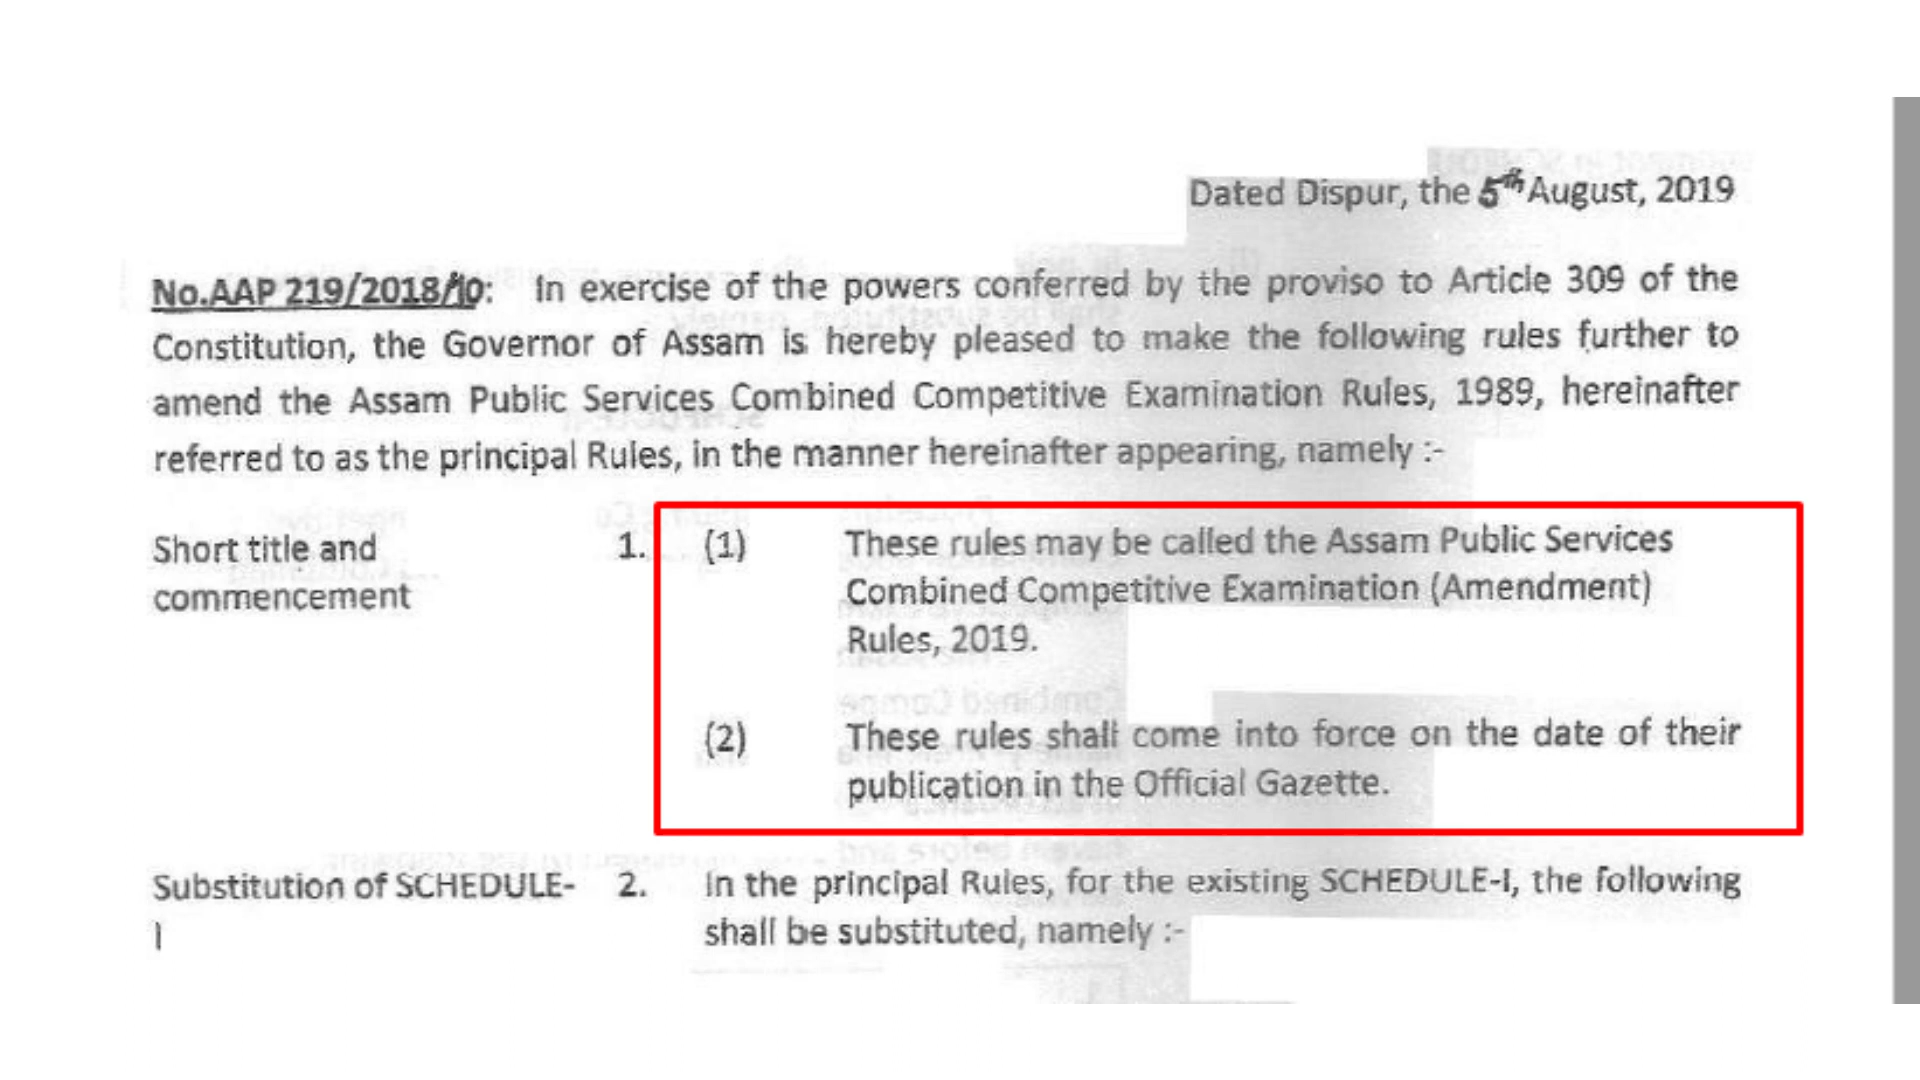 Dated Dispur, the 5th August, 2019
No.AAP 219/2018/10: In exercise of the powers conferred by the proviso to Article 309 of the
Constitution, the Governor of Assam is hereby pleased to make the following rules further to
amend the Assam Public Services Combined Competitive Examination Rules, 1989, hereinafter
referred to as the principal Rules, in the manner hereinafter appearing, namely :-
Short title and
commencement
1. (1) These rules may be called the Assam Public Services
Combined Competitive Examination (Amendment)
Rules, 2019.
(2) These rules shall come into force on the date of their
publication in the Official Gazette.
Substitution of SCHEDULE-
I
2. In the principal Rules, for the existing SCHEDULE-I, the following
shall be substituted, namely :-